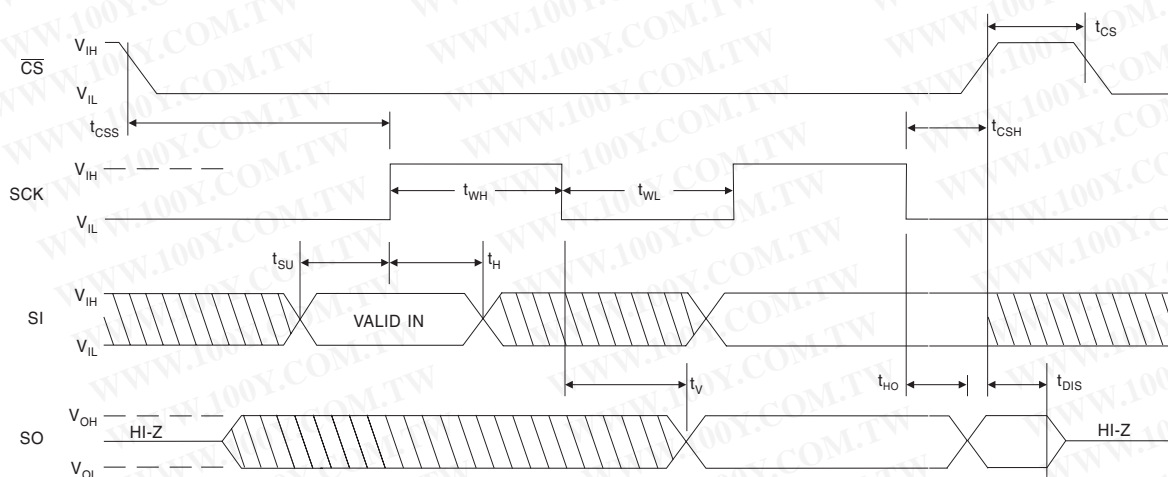 V_IH
t_CS
C̅S̅
V_IL
t_CSS
t_CSH
V_IH
SCK
t_WH
t_WL
V_IL
t_SU
t_H
V_IH
SI
VALID IN
V_IL
t_V
t_HO
t_DIS
V_OH
SO
HI-Z
HI-Z
V_OL
WWW.100Y.COM.TW